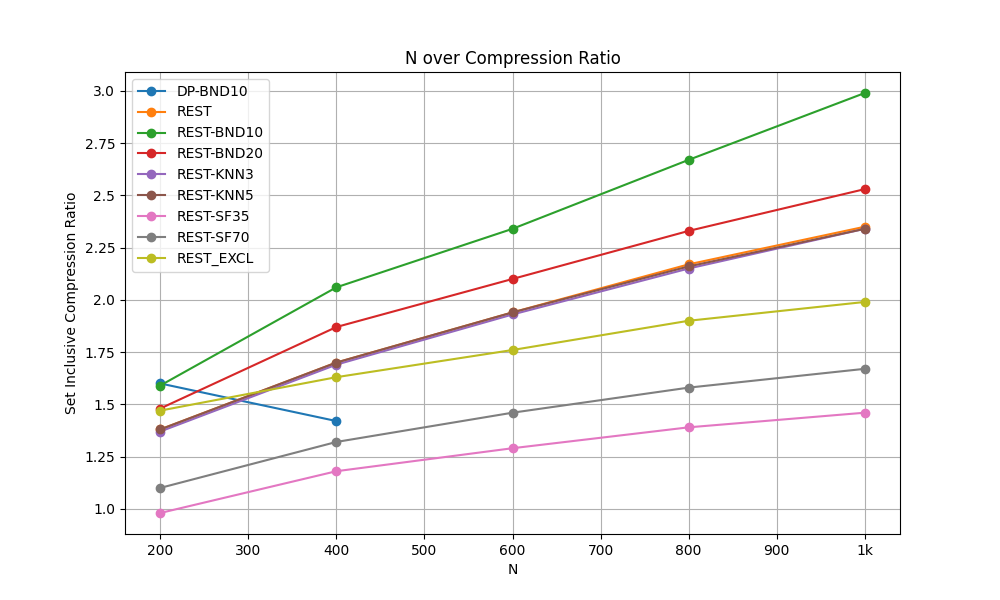 N over Compression Ratio
Set Inclusive Compression Ratio
3.0
2.75
2.5
2.25
2.0
1.75
1.5
1.25
1.0
DP-BND10
REST
REST-BND10
REST-BND20
REST-KNN3
REST-KNN5
REST-SF35
REST-SF70
REST_EXCL
200 300 400 500 600 700 800 900 1k
N